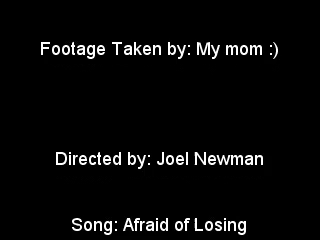 Footage Taken by: My mom :)
Directed by: Joel Newman
Song: Afraid of Losing